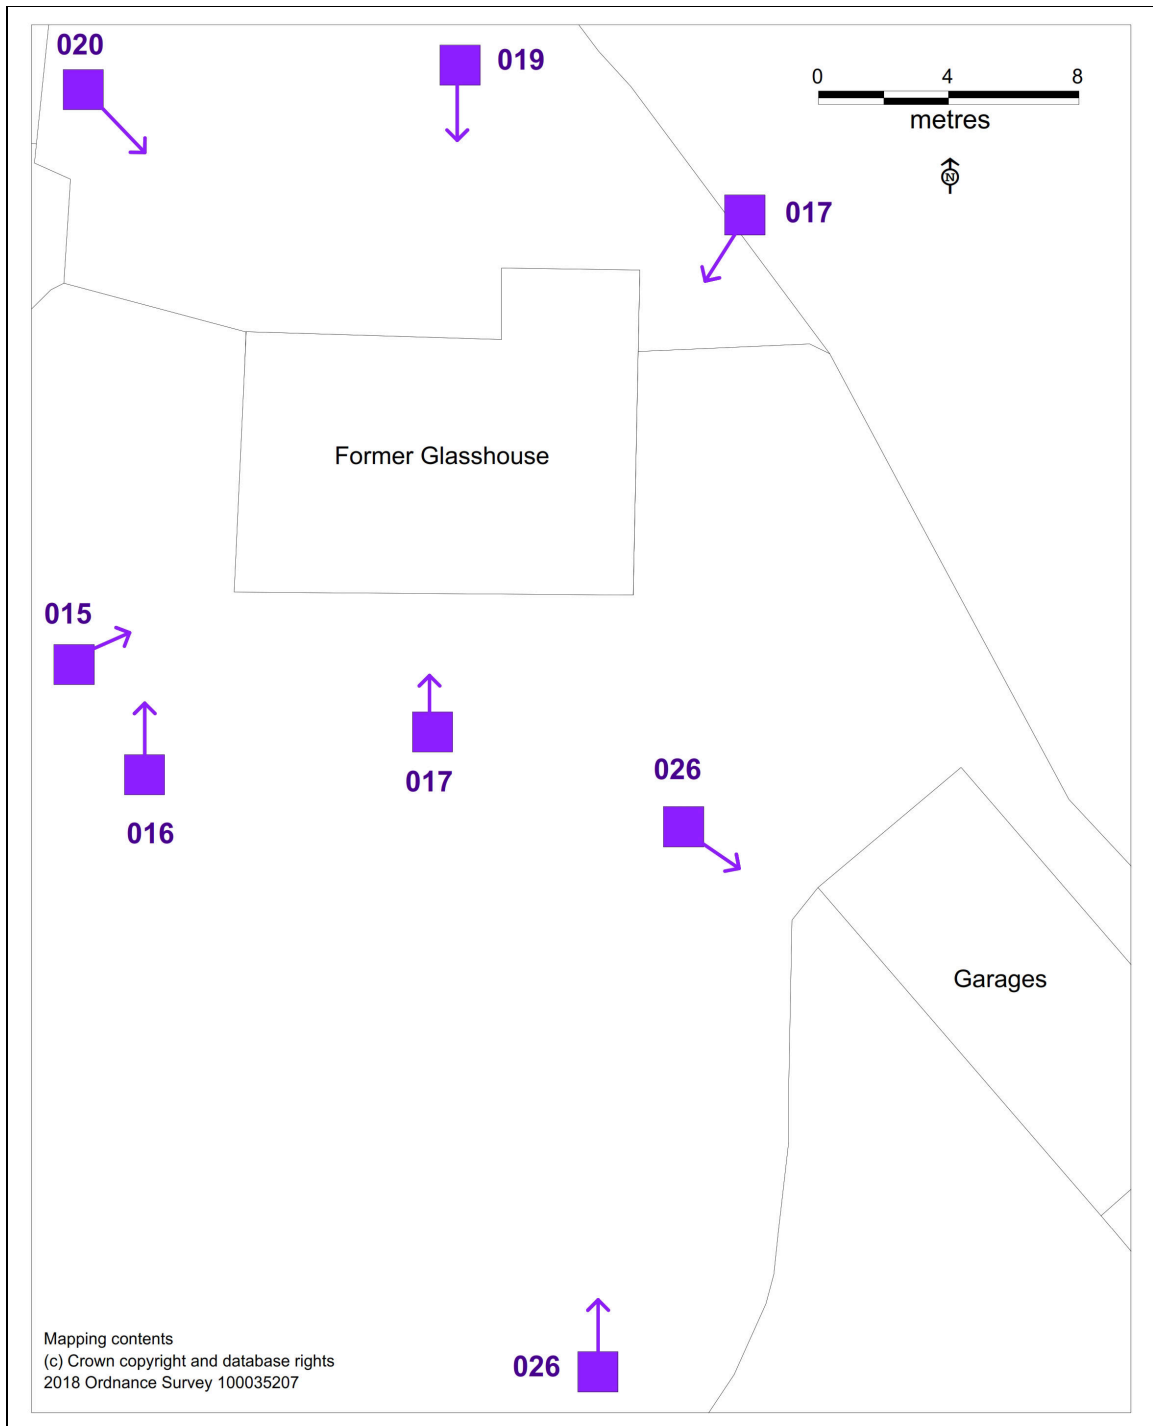 020
019
0 4 8
metres
N
017
Former Glasshouse
015
017
026
016
Garages
Mapping contents
(c) Crown copyright and database rights
2018 Ordnance Survey 100035207
026